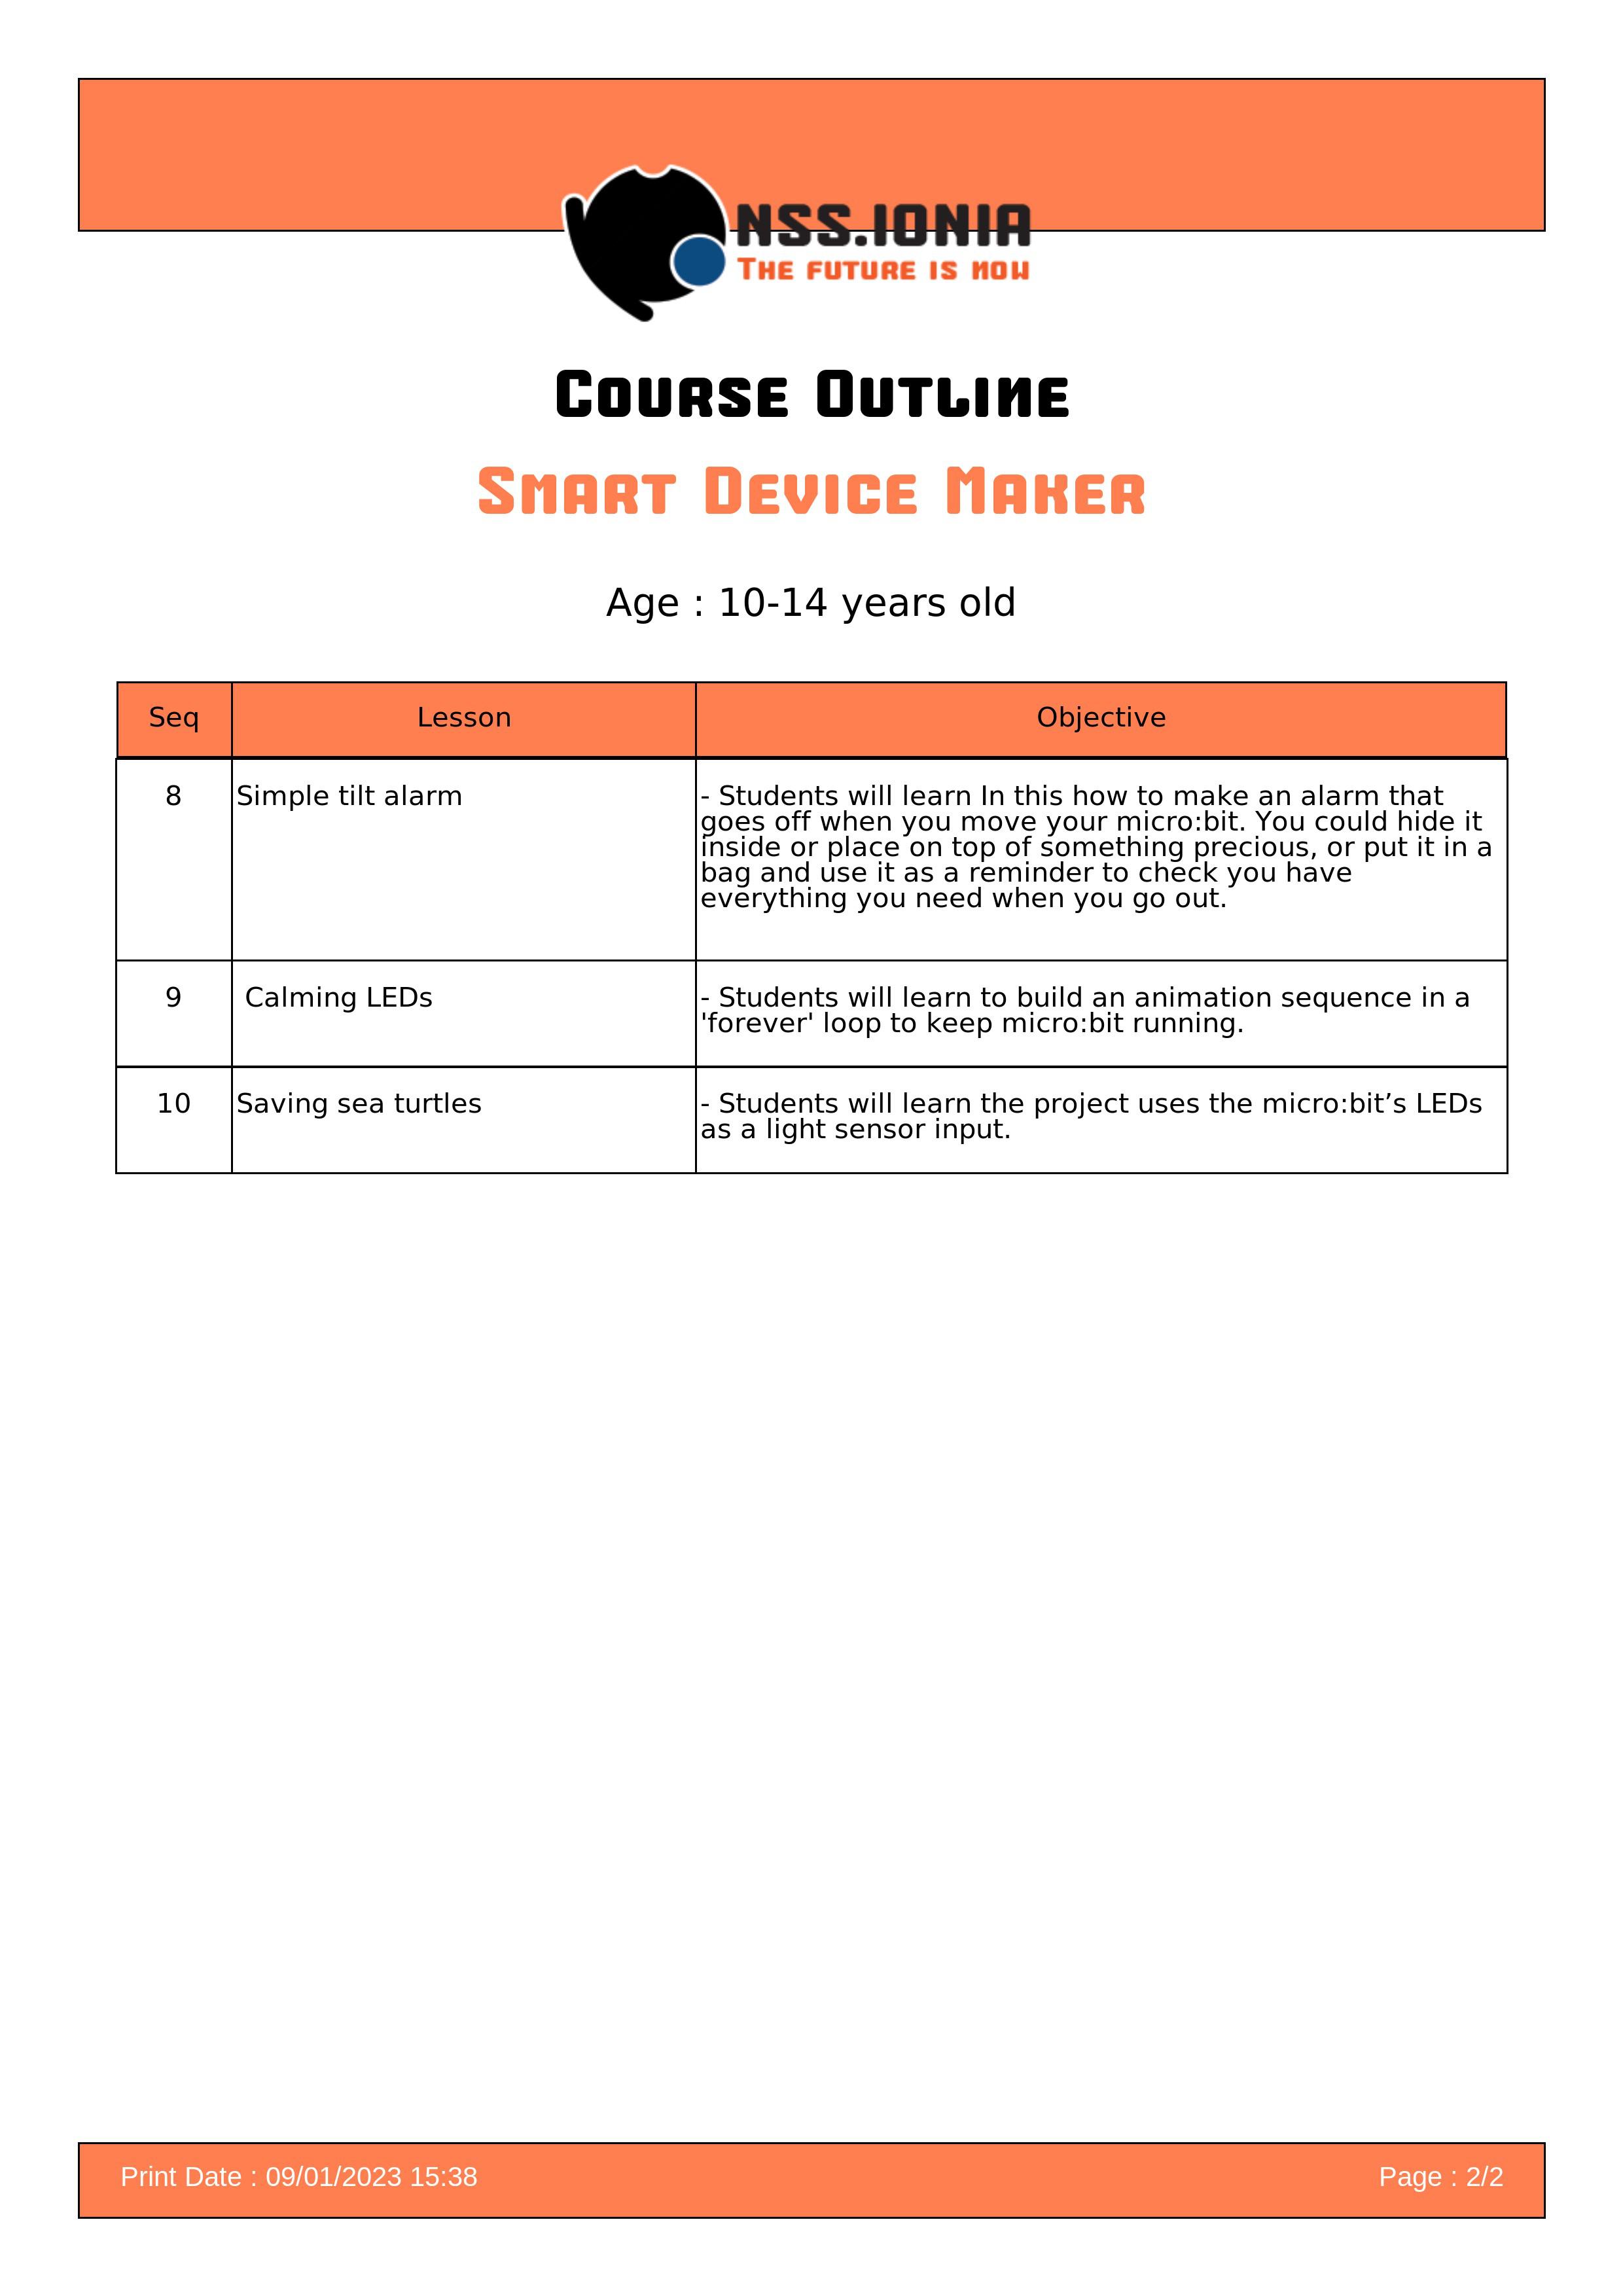 NSS.IONIA
The future is now
Course Outline
Smart Device Maker
Age : 10-14 years old
Seq Lesson Objective
8 Simple tilt alarm - Students will learn In this how to make an alarm that
goes off when you move your micro:bit. You could hide it
inside or place on top of something precious, or put it in a
bag and use it as a reminder to check you have
everything you need when you go out.
9 Calming LEDs - Students will learn to build an animation sequence in a
'forever' loop to keep micro:bit running.
10 Saving sea turtles - Students will learn the project uses the micro:bit’s LEDs
as a light sensor input.
Print Date : 09/01/2023 15:38 Page : 2/2